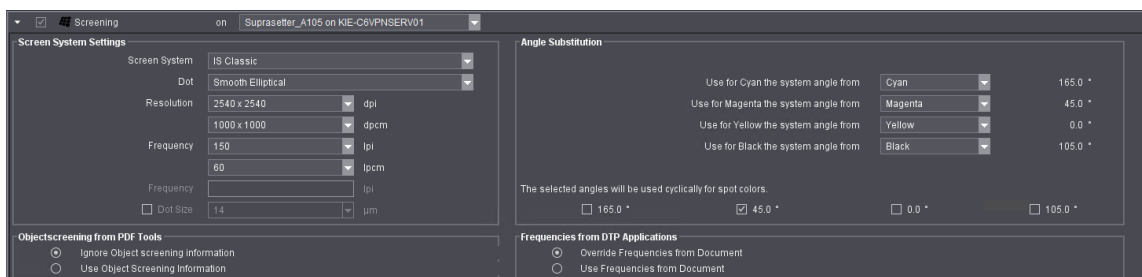 Screening on Suprasetter_A105 on KIE-C6VPNSERV01
Screen System Settings
Screen System IS Classic
Dot Smooth Elliptical
Resolution 2540 x 2540 dpi
1000 x 1000 dpcm
Frequency 150 lpi
60 lpcm
Frequency lpi
Dot Size 14 µm
Angle Substitution
Use for Cyan the system angle from Cyan 165.0 °
Use for Magenta the system angle from Magenta 45.0 °
Use for Yellow the system angle from Yellow 0.0 °
Use for Black the system angle from Black 105.0 °
The selected angles will be used cyclically for spot colors.
165.0 ° 45.0 ° 0.0 ° 105.0 °
Objectscreening from PDF Tools
Ignore Object screening information
Use Object Screening Information
Frequencies from DTP Applications
Override Frequencies from Document
Use Frequencies from Document